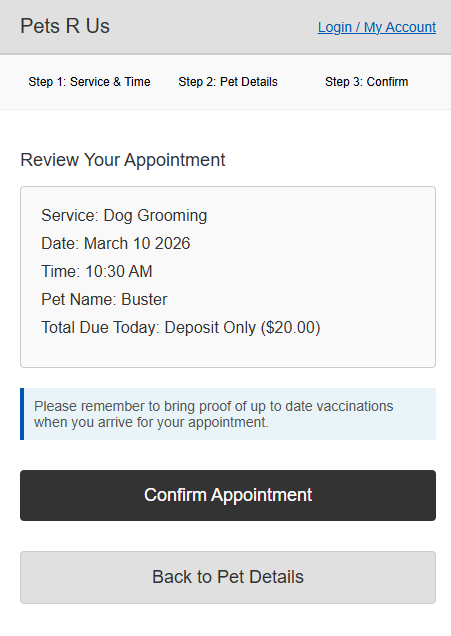 Pets R Us
Login / My Account
Step 1: Service & Time
Step 2: Pet Details
Step 3: Confirm
Review Your Appointment
Service: Dog Grooming
Date: March 10 2026
Time: 10:30 AM
Pet Name: Buster
Total Due Today: Deposit Only ($20.00)
Please remember to bring proof of up to date vaccinations
when you arrive for your appointment.
Confirm Appointment
Back to Pet Details